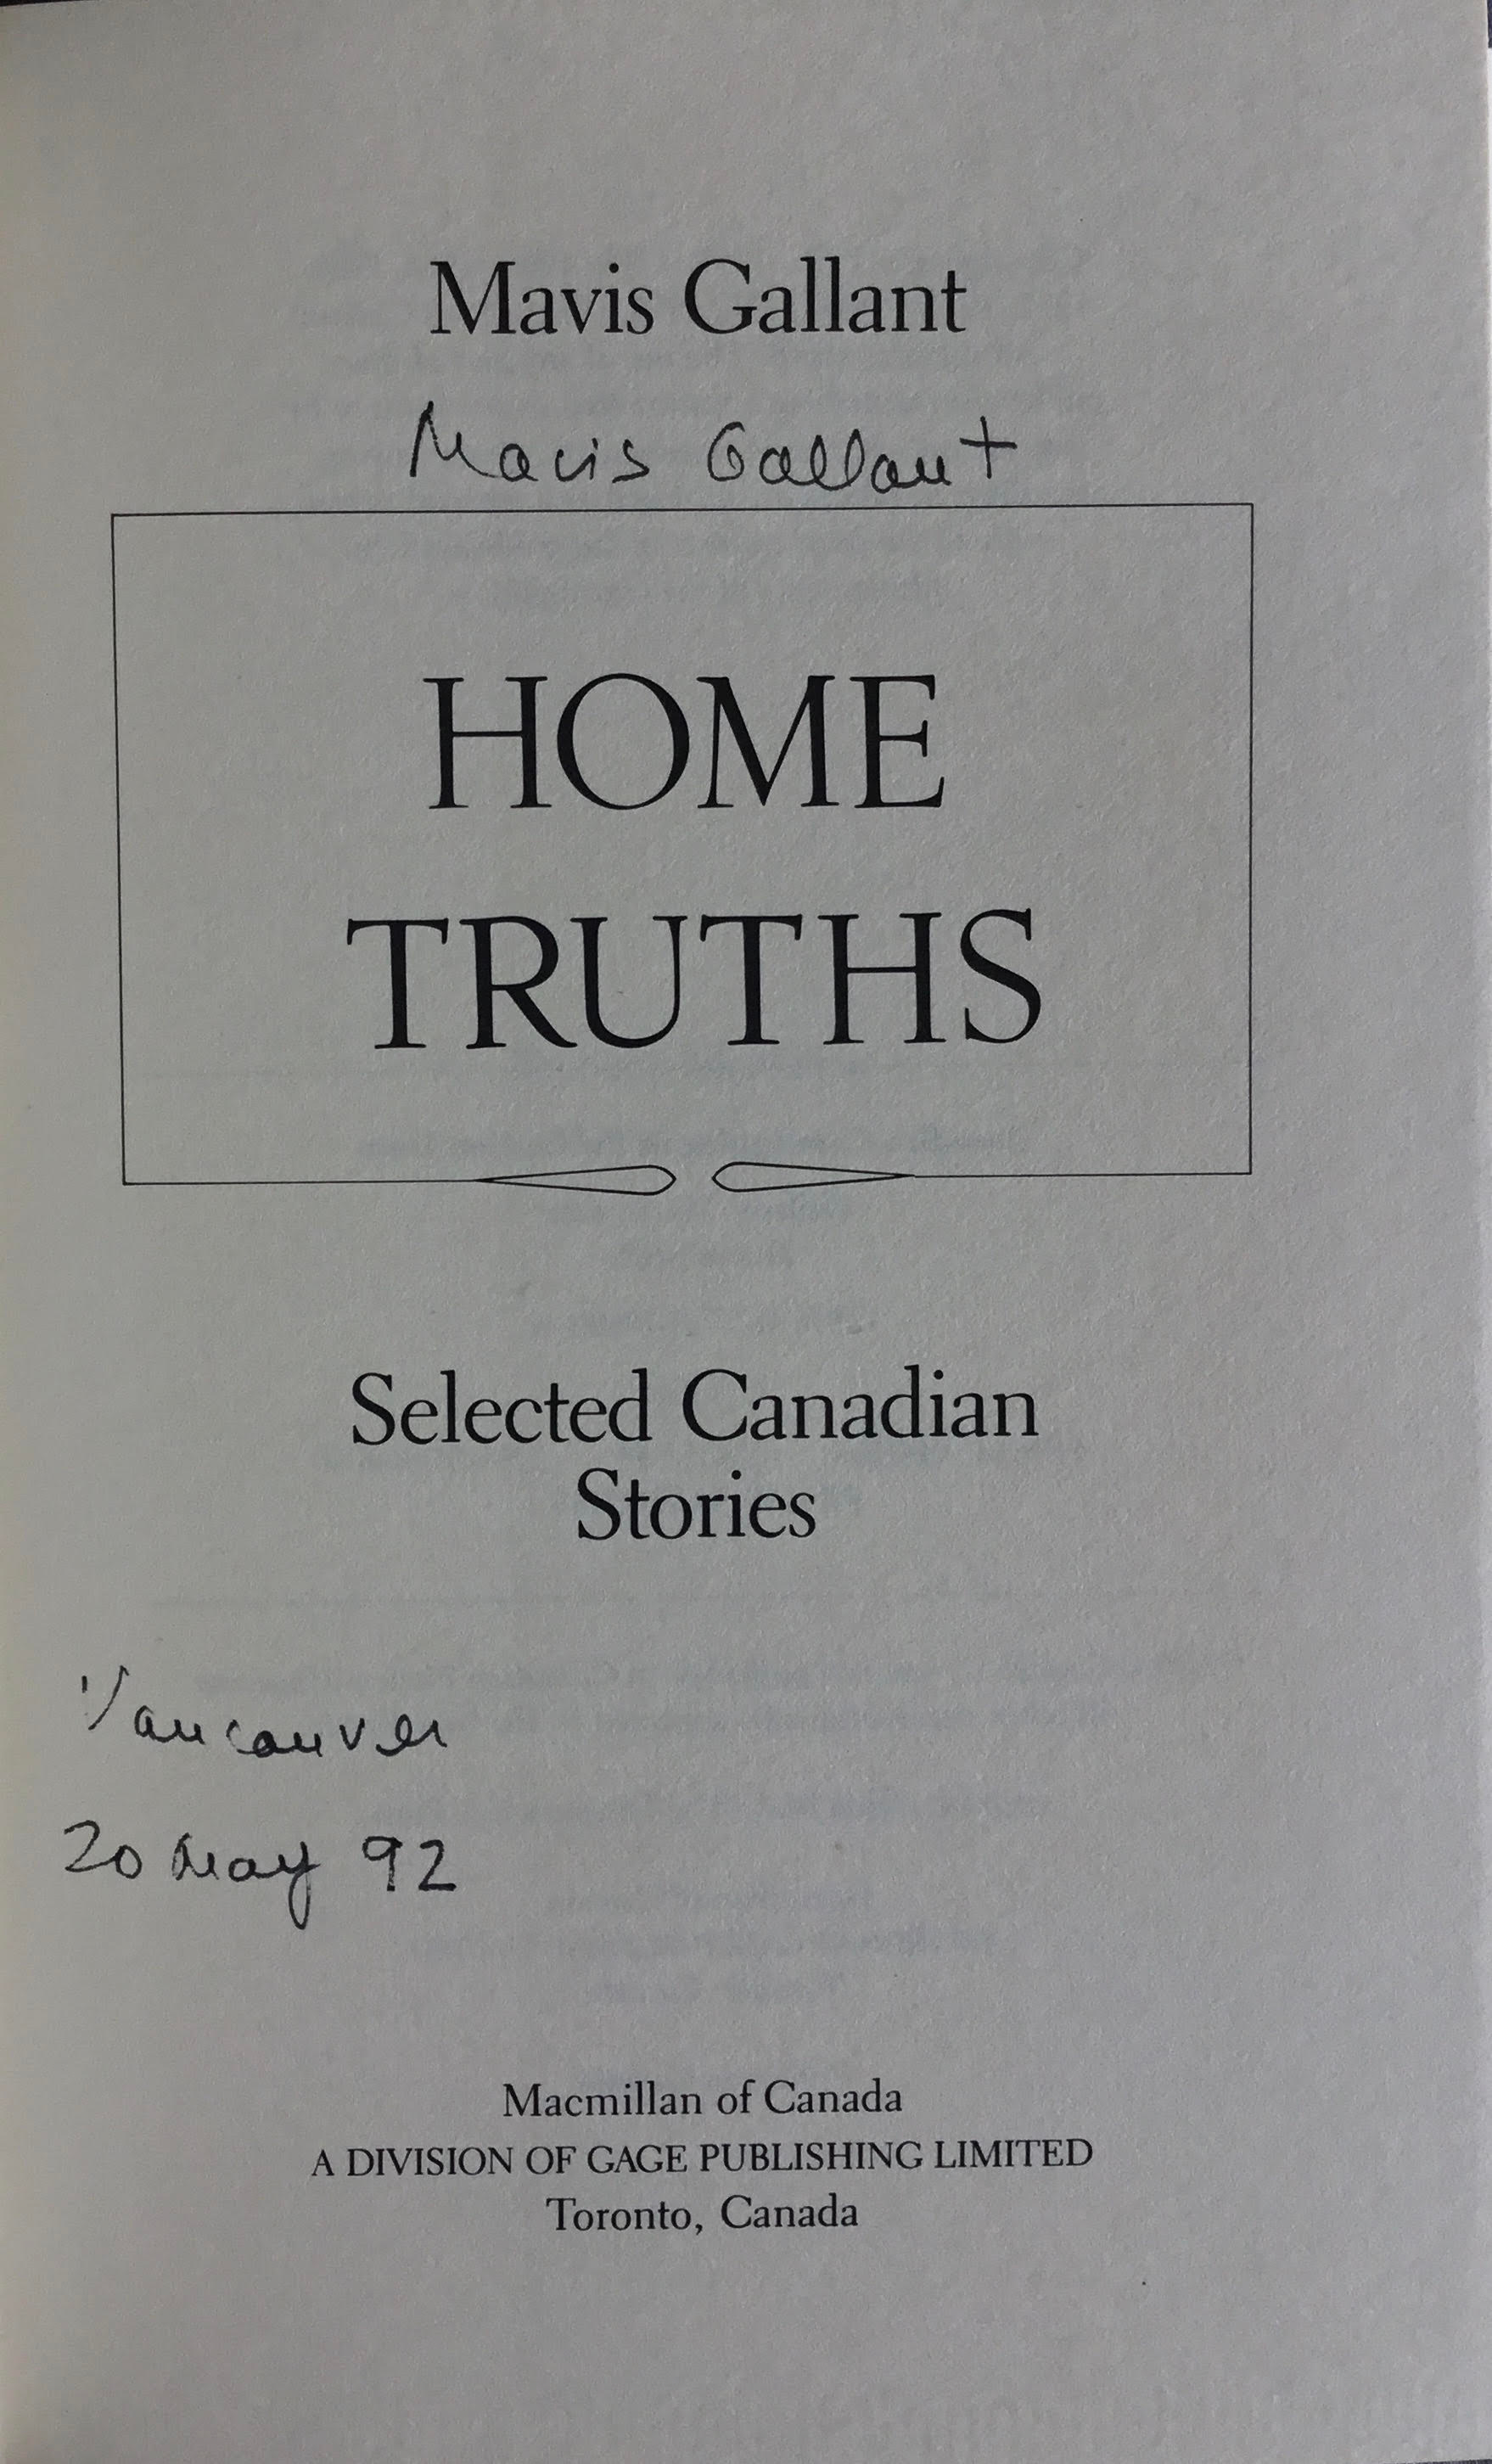 Mavis Gallant
Mavis Gallant
HOME
TRUTHS
Selected Canadian
Stories
Vancouver
20 May 92
Macmillan of Canada
A DIVISION OF GAGE PUBLISHING LIMITED
Toronto, Canada